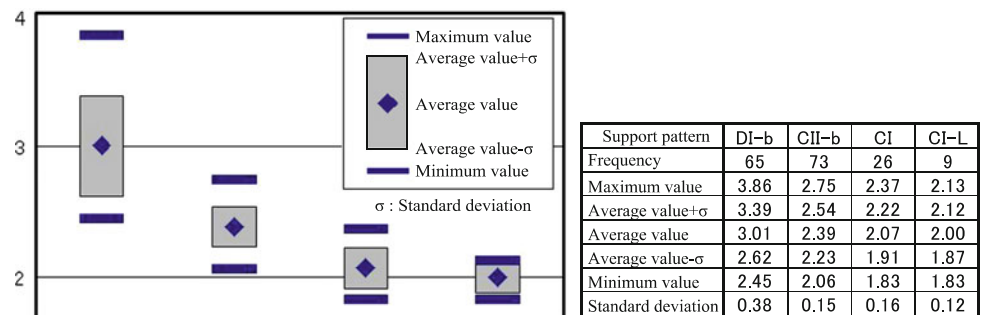 4
3
2
Maximum value
Average value+σ
Average value
Average value-σ
Minimum value
σ : Standard deviation
Support pattern DI-b CII-b CI CI-L
Frequency 65 73 26 9
Maximum value 3.86 2.75 2.37 2.13
Average value+σ 3.39 2.54 2.22 2.12
Average value 3.01 2.39 2.07 2.00
Average value-σ 2.62 2.23 1.91 1.87
Minimum value 2.45 2.06 1.83 1.83
Standard deviation 0.38 0.15 0.16 0.12